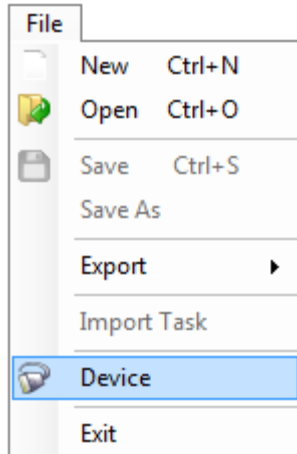 File
New Ctrl+N
Open Ctrl+O
Save Ctrl+S
Save As
Export
Import Task
Device
Exit